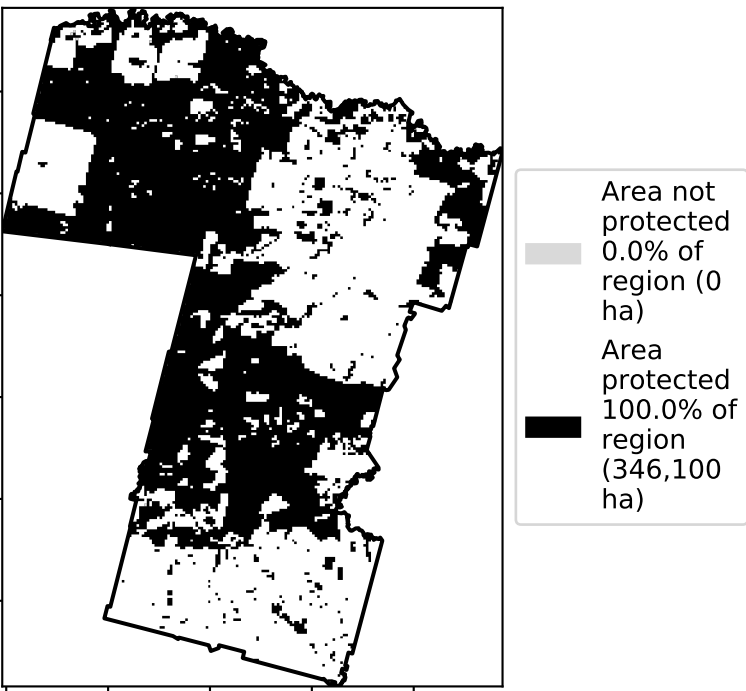 Area not
protected
0.0% of
region (0
ha)
Area
protected
100.0% of
region
(346,100
ha)